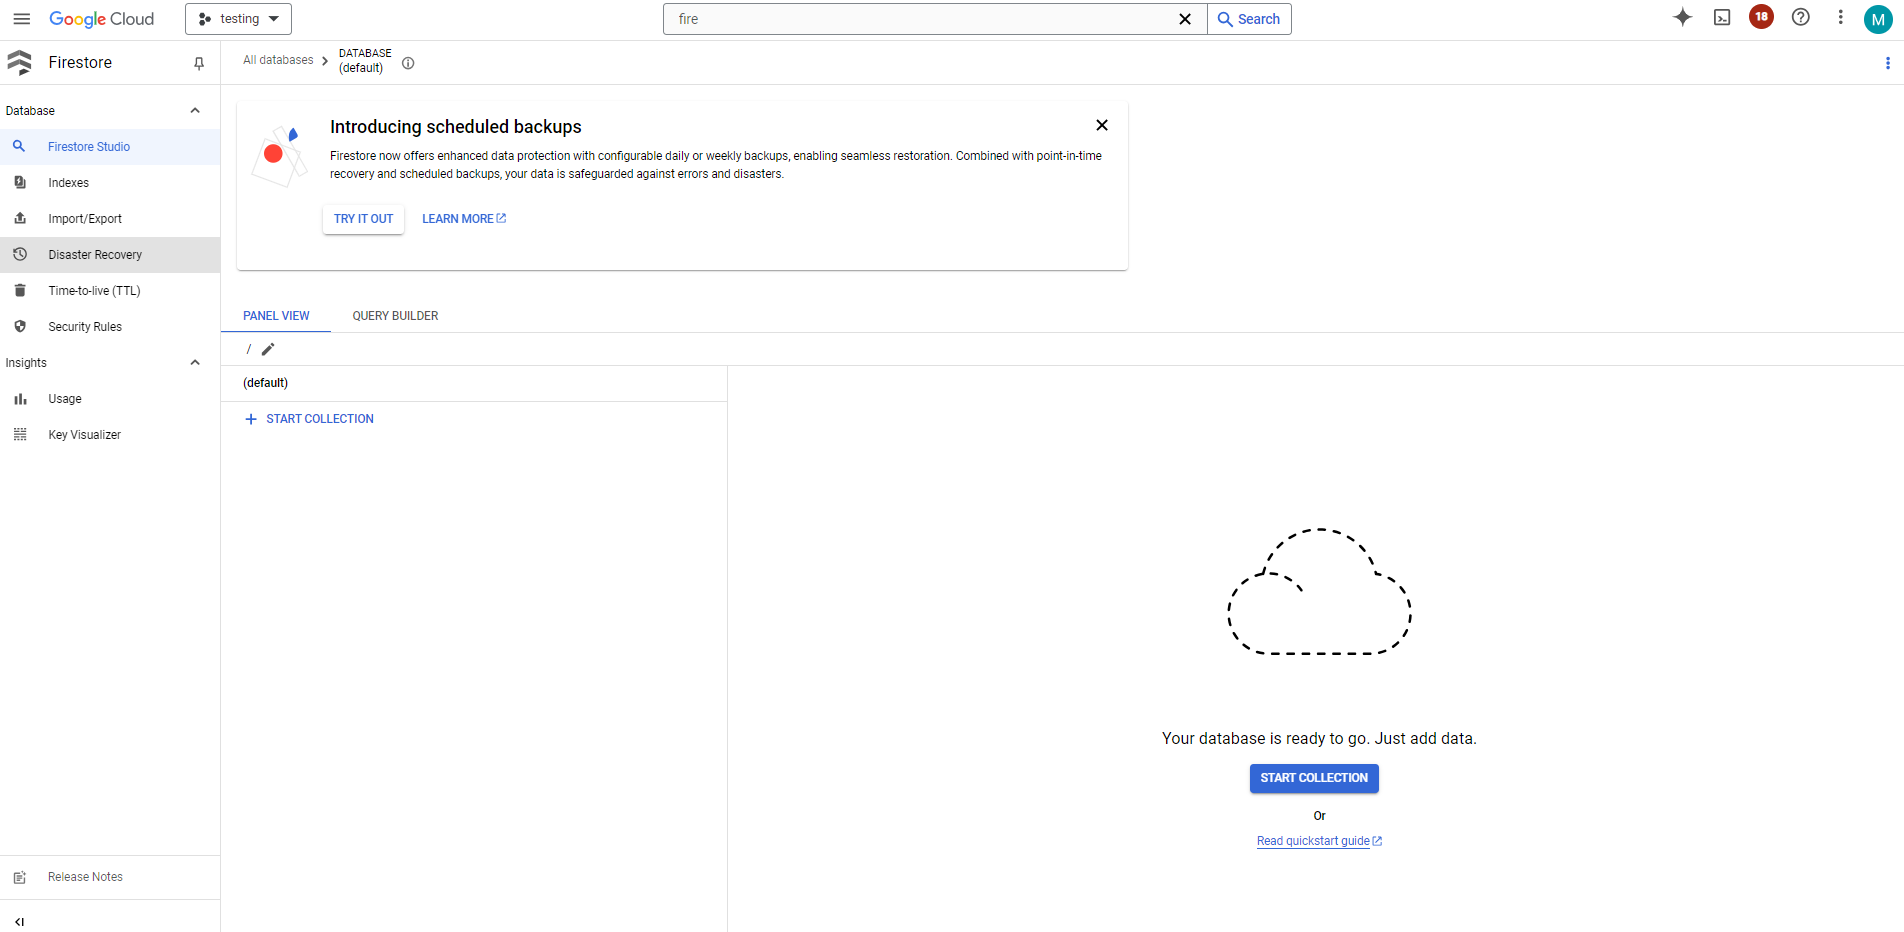 Google Cloud
testing
fire
Search
18
M
Firestore
All databases
DATABASE
(default)
Database
Firestore Studio
Indexes
Import/Export
Disaster Recovery
Time-to-live (TTL)
Security Rules
Insights
Usage
Key Visualizer
Release Notes
Introducing scheduled backups
Firestore now offers enhanced data protection with configurable daily or weekly backups, enabling seamless restoration. Combined with point-in-time
recovery and scheduled backups, your data is safeguarded against errors and disasters.
TRY IT OUT
LEARN MORE
PANEL VIEW
QUERY BUILDER
/
(default)
+ START COLLECTION
Your database is ready to go. Just add data.
START COLLECTION
Or
Read quickstart guide